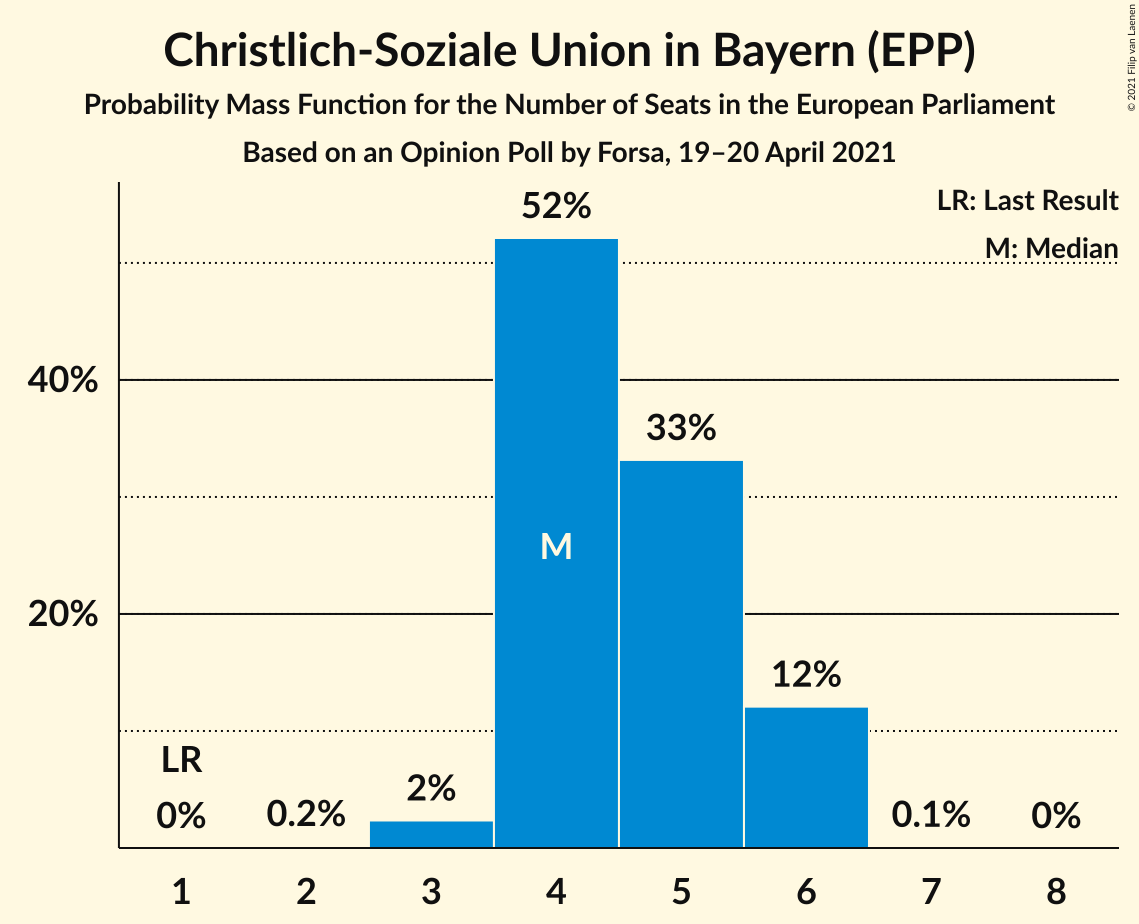 Christlich-Soziale Union in Bayern (EPP)
Probability Mass Function for the Number of Seats in the European Parliament
Based on an Opinion Poll by Forsa, 19–20 April 2021
© 2021 Filip van Laenen
LR: Last Result
M: Median
52%
40%
33%
M
20%
12%
LR
0%
0.2%
2%
0.1%
0%
1 2 3 4 5 6 7 8